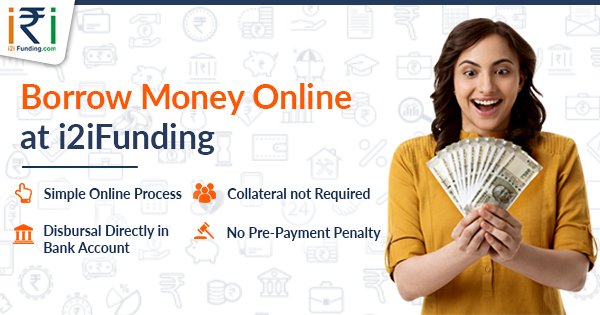 i₹i
i2iFunding.com
Borrow Money Online
at i2iFunding
Simple Online Process
Collateral not Required
Disbursal Directly in
Bank Account
No Pre-Payment Penalty